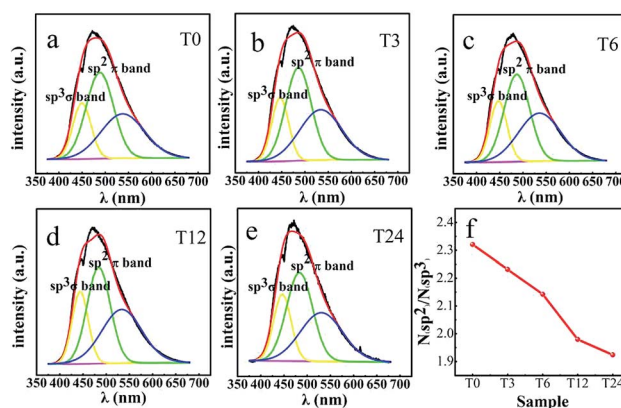 a
T0
sp² π band
sp³σ band
intensity (a.u.)
350 400 450 500 550 600 650 700
λ (nm)
b
T3
sp² π band
sp³σ band
intensity (a.u.)
350 400 450 500 550 600 650 700
λ (nm)
c
T6
sp² π band
sp³σ band
intensity (a.u.)
350 400 450 500 550 600 650 700
λ (nm)
d
T12
sp² π band
sp³σ band
intensity (a.u.)
350 400 450 500 550 600 650 700
λ (nm)
e
T24
sp² π band
sp³σ band
intensity (a.u.)
350 400 450 500 550 600 650 700
λ (nm)
f
N(sp²)/N(sp³)
2.4
2.3
2.2
2.1
2.0
1.9
T0 T3 T6 T12 T24
Sample